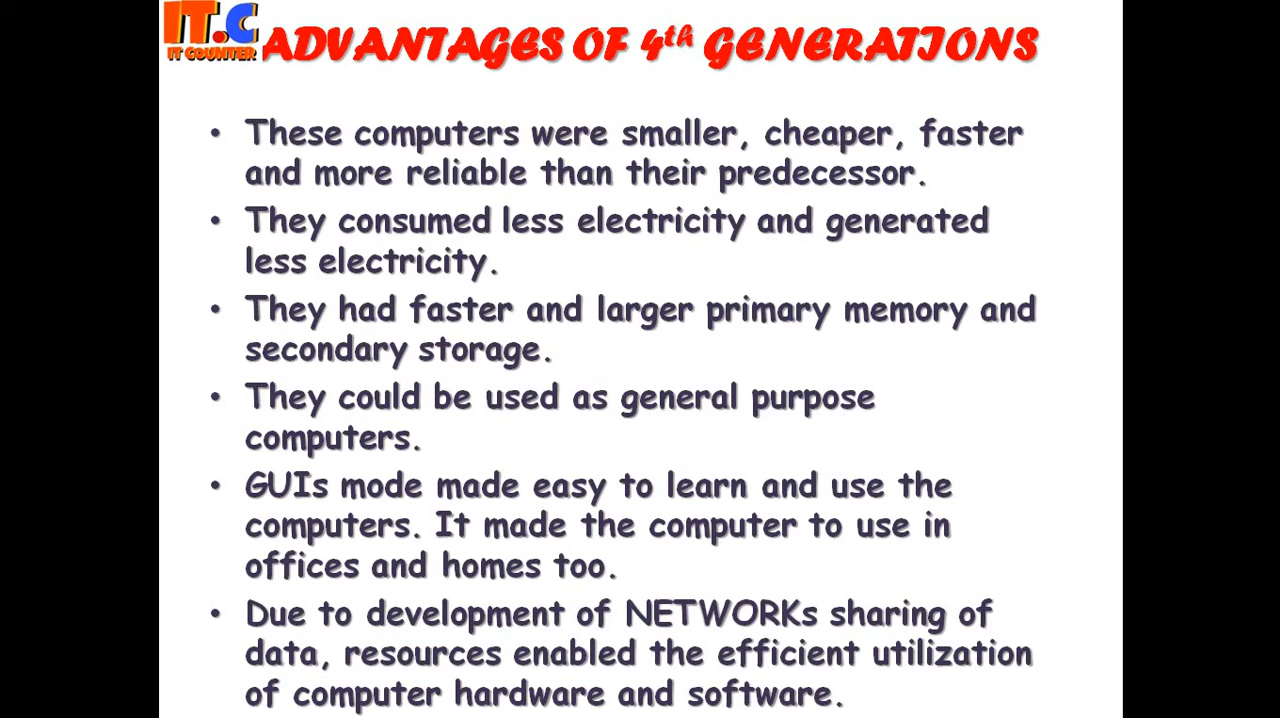 IT.C
IT COUNTER
ADVANTAGES OF 4th GENERATIONS
• These computers were smaller, cheaper, faster
and more reliable than their predecessor.
• They consumed less electricity and generated
less electricity.
• They had faster and larger primary memory and
secondary storage.
• They could be used as general purpose
computers.
• GUIs mode made easy to learn and use the
computers. It made the computer to use in
offices and homes too.
• Due to development of NETWORKs sharing of
data, resources enabled the efficient utilization
of computer hardware and software.